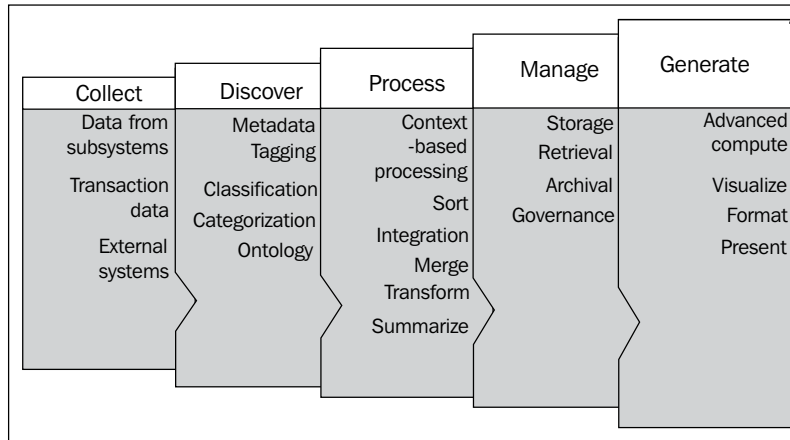 Collect
Data from
subsystems
Transaction
data
External
systems
Discover
Metadata
Tagging
Classification
Categorization
Ontology
Process
Context
-based
processing
Sort
Integration
Merge
Transform
Summarize
Manage
Storage
Retrieval
Archival
Governance
Generate
Advanced
compute
Visualize
Format
Present